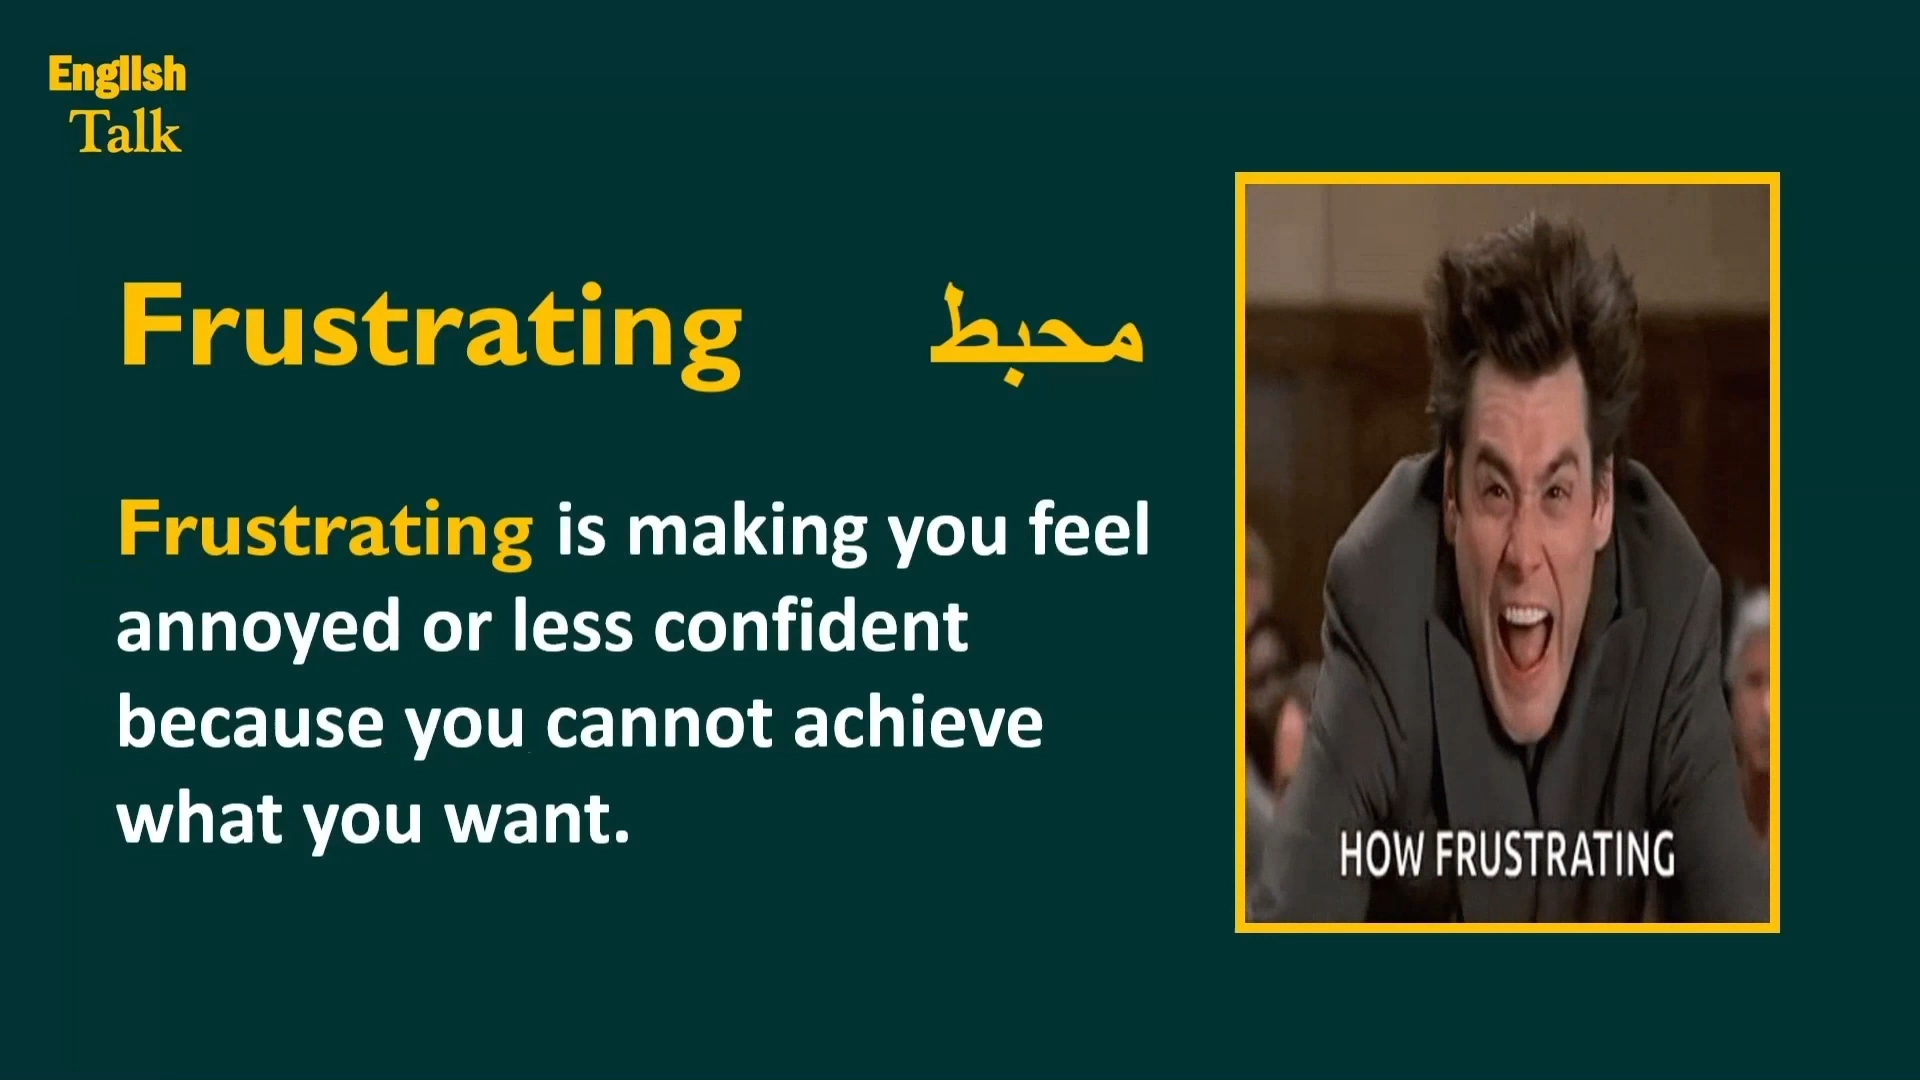 English
Talk
Frustrating محبط
Frustrating is making you feel
annoyed or less confident
because you cannot achieve
what you want.
HOW FRUSTRATING